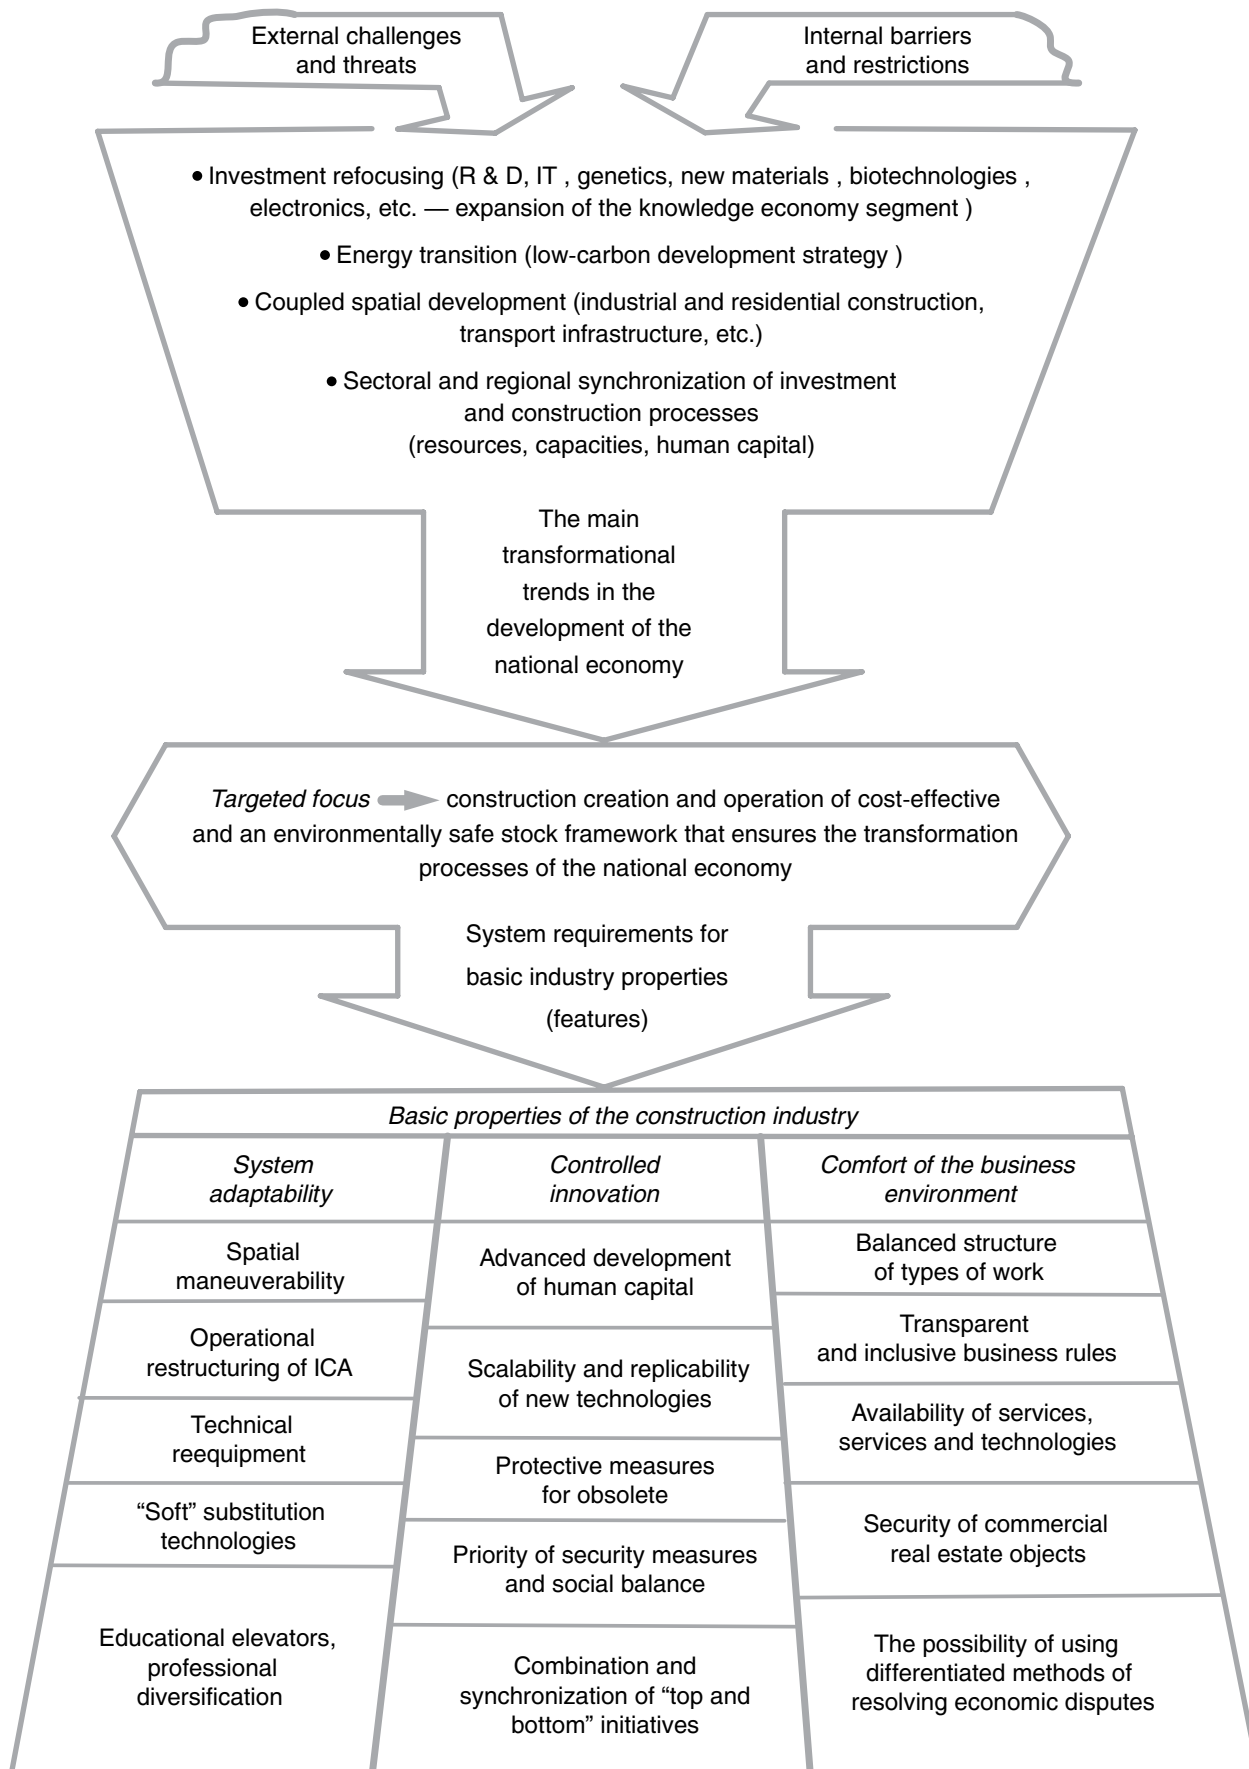 External challenges
and threats
Internal barriers
and restrictions
• Investment refocusing (R & D, IT , genetics, new materials , biotechnologies ,
electronics, etc. — expansion of the knowledge economy segment )
• Energy transition (low-carbon development strategy )
• Coupled spatial development (industrial and residential construction,
transport infrastructure, etc.)
• Sectoral and regional synchronization of investment
and construction processes
(resources, capacities, human capital)
The main
transformational
trends in the
development of the
national economy
Targeted focus construction creation and operation of cost-effective
and an environmentally safe stock framework that ensures the transformation
processes of the national economy
System requirements for
basic industry properties
(features)
Basic properties of the construction industry
System
adaptability
Spatial
maneuverability
Operational
restructuring of ICA
Technical
reequipment
“Soft” substitution
technologies
Educational elevators,
professional
diversification
Controlled
innovation
Advanced development
of human capital
Scalability and replicability
of new technologies
Protective measures
for obsolete
Priority of security measures
and social balance
Combination and
synchronization of “top and
bottom” initiatives
Comfort of the business
environment
Balanced structure
of types of work
Transparent
and inclusive business rules
Availability of services,
services and technologies
Security of commercial
real estate objects
The possibility of using
differentiated methods of
resolving economic disputes